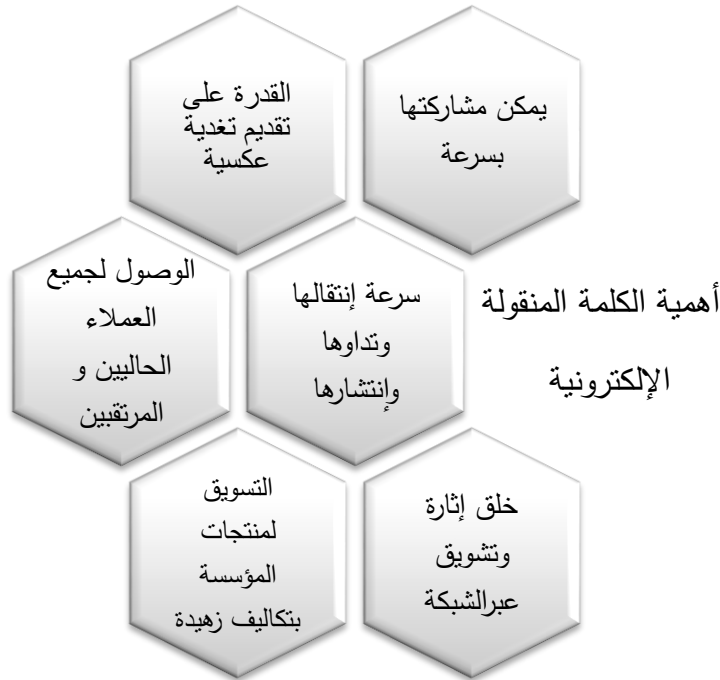 يمكن مشاركتها
بسرعة
القدرة على
تقديم تغدية
عكسية
أهمية الكلمة المنقولة
الإلكترونية
سرعة إنتقالها
وتداوها
وإنتشارها
الوصول لجميع
العملاء
الحاليين و
المرتقبين
خلق إثارة
وتشويق
عبرالشبكة
التسويق
لمنتجات
المؤسسة
بتكاليف زهيدة